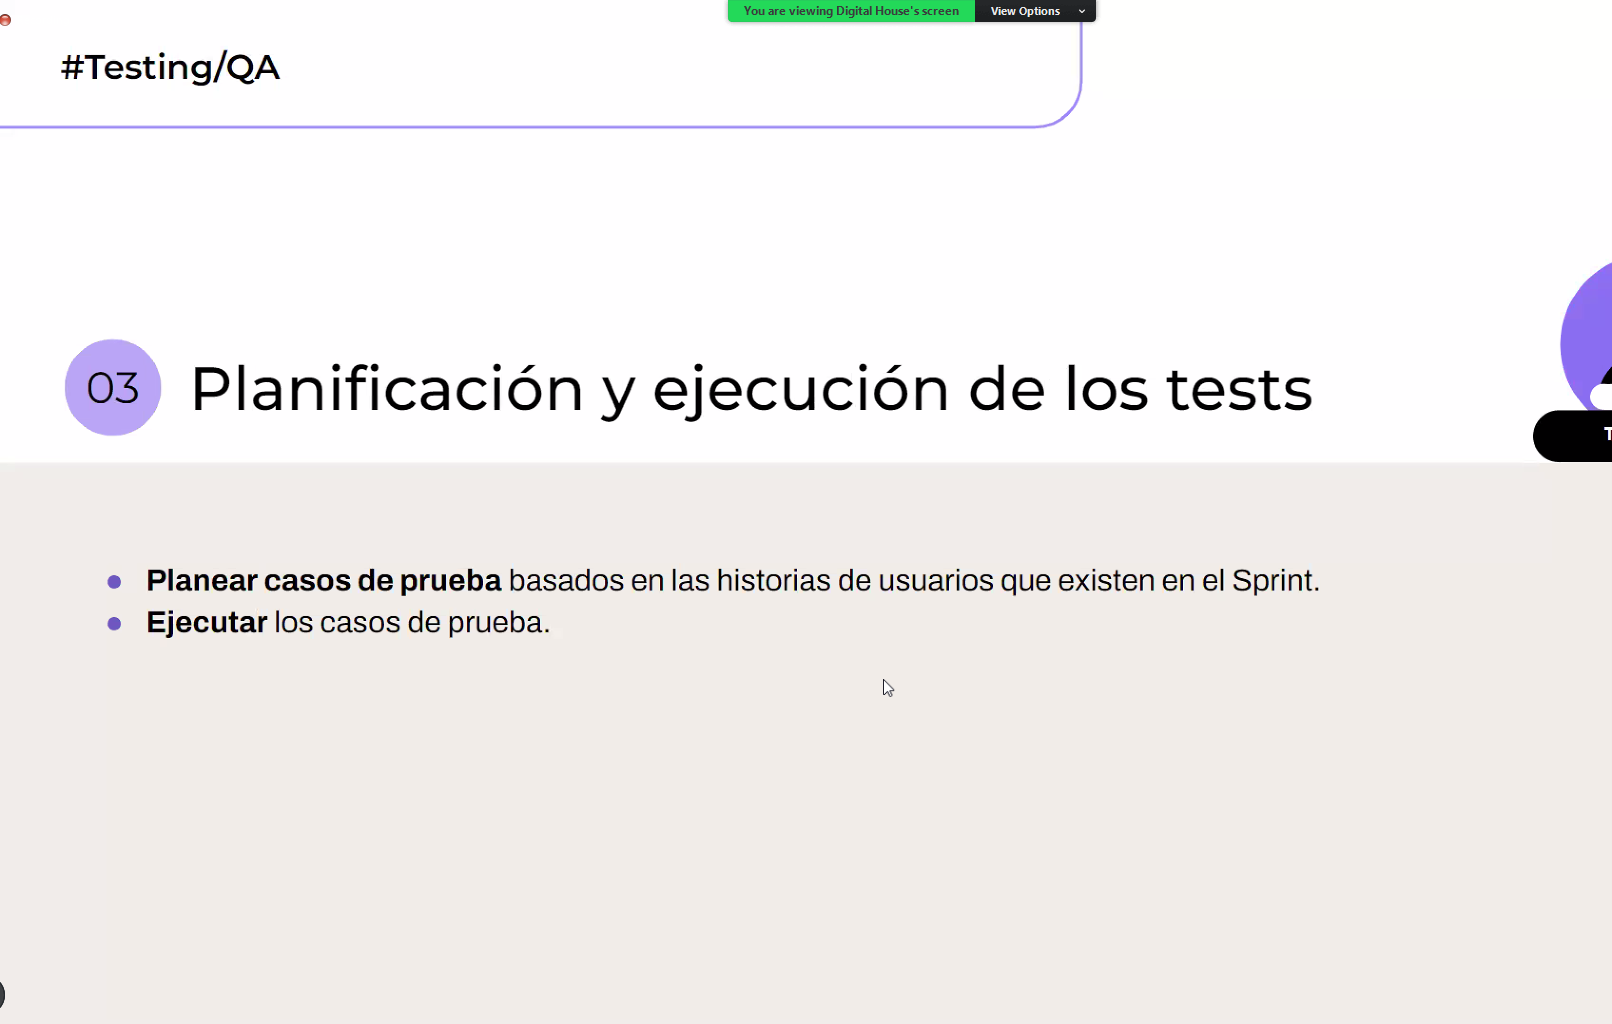 You are viewing Digital House's screen View Options
#Testing/QA
03 Planificación y ejecución de los tests
T
Planear casos de prueba basados en las historias de usuarios que existen en el Sprint.
Ejecutar los casos de prueba.